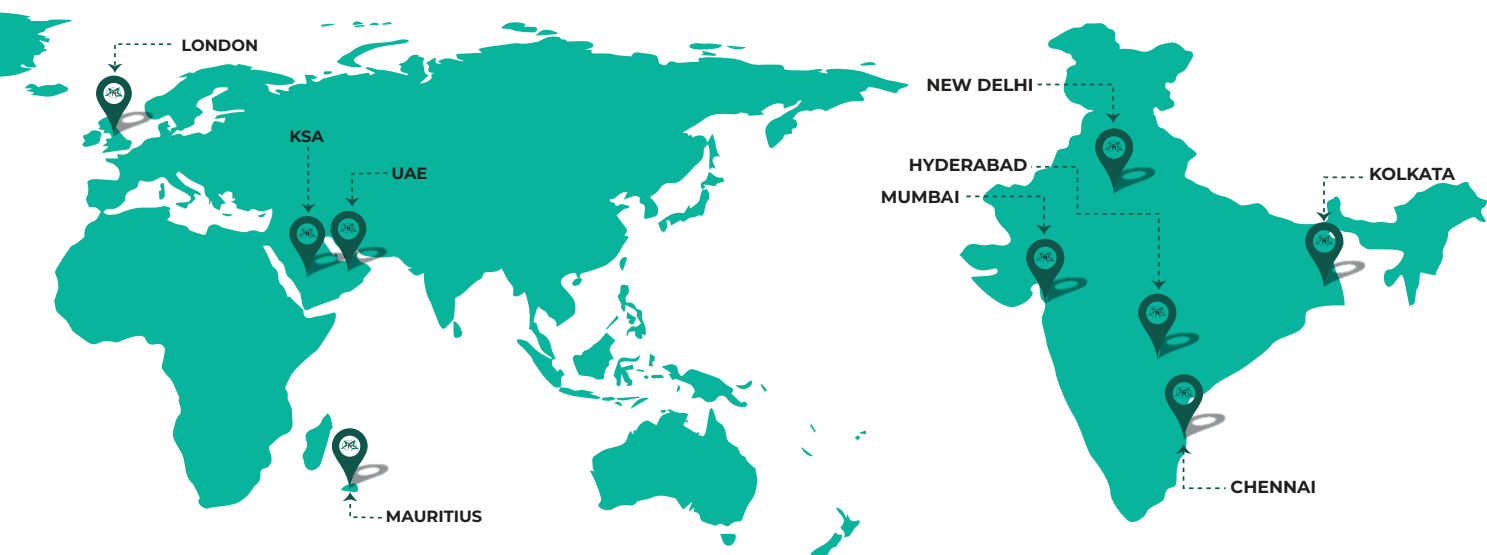 LONDON
KSA
UAE
MAURITIUS
NEW DELHI
HYDERABAD
MUMBAI
KOLKATA
CHENNAI